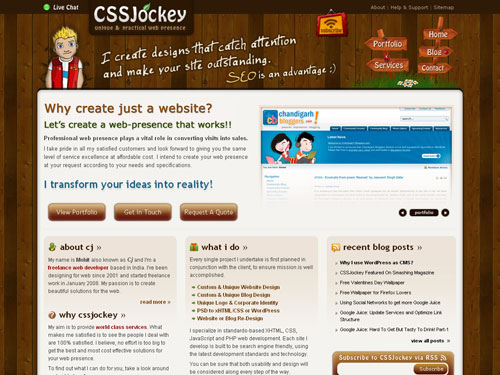 Live Chat
CSSJockey
unique & practical web presence
About | Help & Support | Sitemap
SUBSCRIBE
Home
Portfolio
Blog
Services
Contact
I create designs that catch attention
and make your site outstanding.
SEO is an advantage :)
Why create just a website?
Let's create a web-presence that works!!
Professional web presence plays a vital role in converting visits into sales.
I take pride in all my satisfied customers and look forward to giving you the same
level of service excellence at affordable cost. I intend to create your web presence
at your request according to your needs and specifications.
I transform your ideas into reality!
View Portfolio
Get In Touch
Request A Quote
chandigarh
bloggers.com
Latest News
portfolio
about cj »
My name is Mohit also known as CJ and i'm a
freelance web developer based in India. I've been
designing for web since 2001 and started freelance
work in January 2008. My passion is to create
beautiful solutions for the web.
read more »
why cssjockey »
My aim is to provide world class services. What
makes me satisfied is to see the people I deal with
are 100% satisfied. I believe, no effort is too big to
get the best and most cost effective solutions for
your web presence
To find out what I can do for you, take a look around
what i do »
Every single project I undertake is first planned in
conjunction with the client, to ensure mission is well
accomplished.
Custom & Unique Website Design
Custom & Unique Blog Design
Unique Logo & Corporate Identity
PSD to xHTML/CSS or WordPress
Website or Blog Re-Design
I specialize in standards-based XHTML, CSS,
JavaScript and PHP web development. Each site I
develop is built to be search engine friendly, using
the latest development standards and technology.
You can be sure that both usability and design will
be considered along every step of the way.
recent blog posts »
Why I use WordPress as CMS?
CSSJockey Featured On Smashing Magazine
Free Valentine Day Wallpaper
Free Wallpaper for Firefox Lovers
Using Social Networks to get more Google Juice
Google Juice: Update Services and Optimize Link
Structure
Google Juice: Hard To Get But Tasty To Drink! Part 1
view all posts »
Subscribe to CSSJockey via RSS
Subscribe